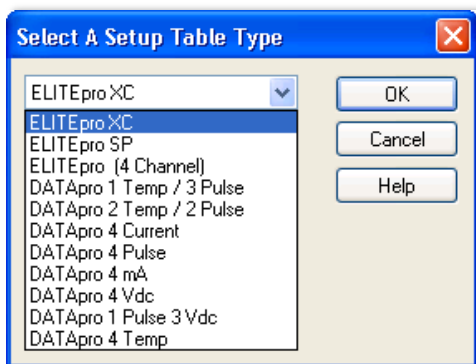 Select A Setup Table Type
ELITEpro XC
OK
ELITEpro XC
ELITEpro SP
Cancel
ELITEpro (4 Channel)
DATApro 1 Temp / 3 Pulse
Help
DATApro 2 Temp / 2 Pulse
DATApro 4 Current
DATApro 4 Pulse
DATApro 4 mA
DATApro 4 Vdc
DATApro 1 Pulse 3 Vdc
DATApro 4 Temp